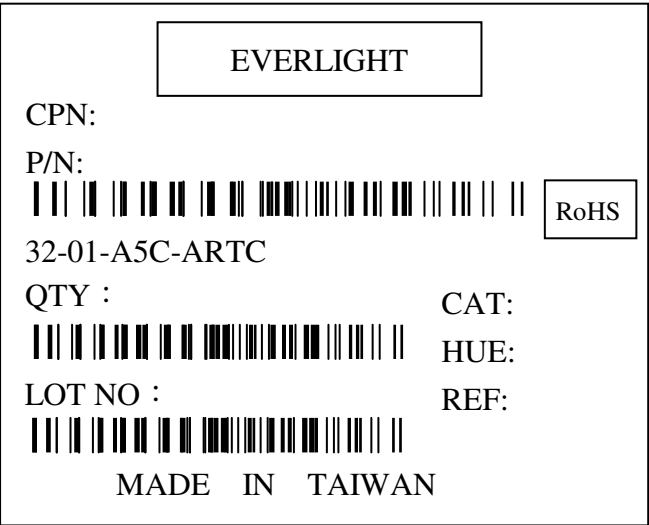 EVERLIGHT
CPN:
P/N:
RoHS
32-01-A5C-ARTC
QTY：
CAT:
HUE:
LOT NO：
REF:
MADE IN TAIWAN